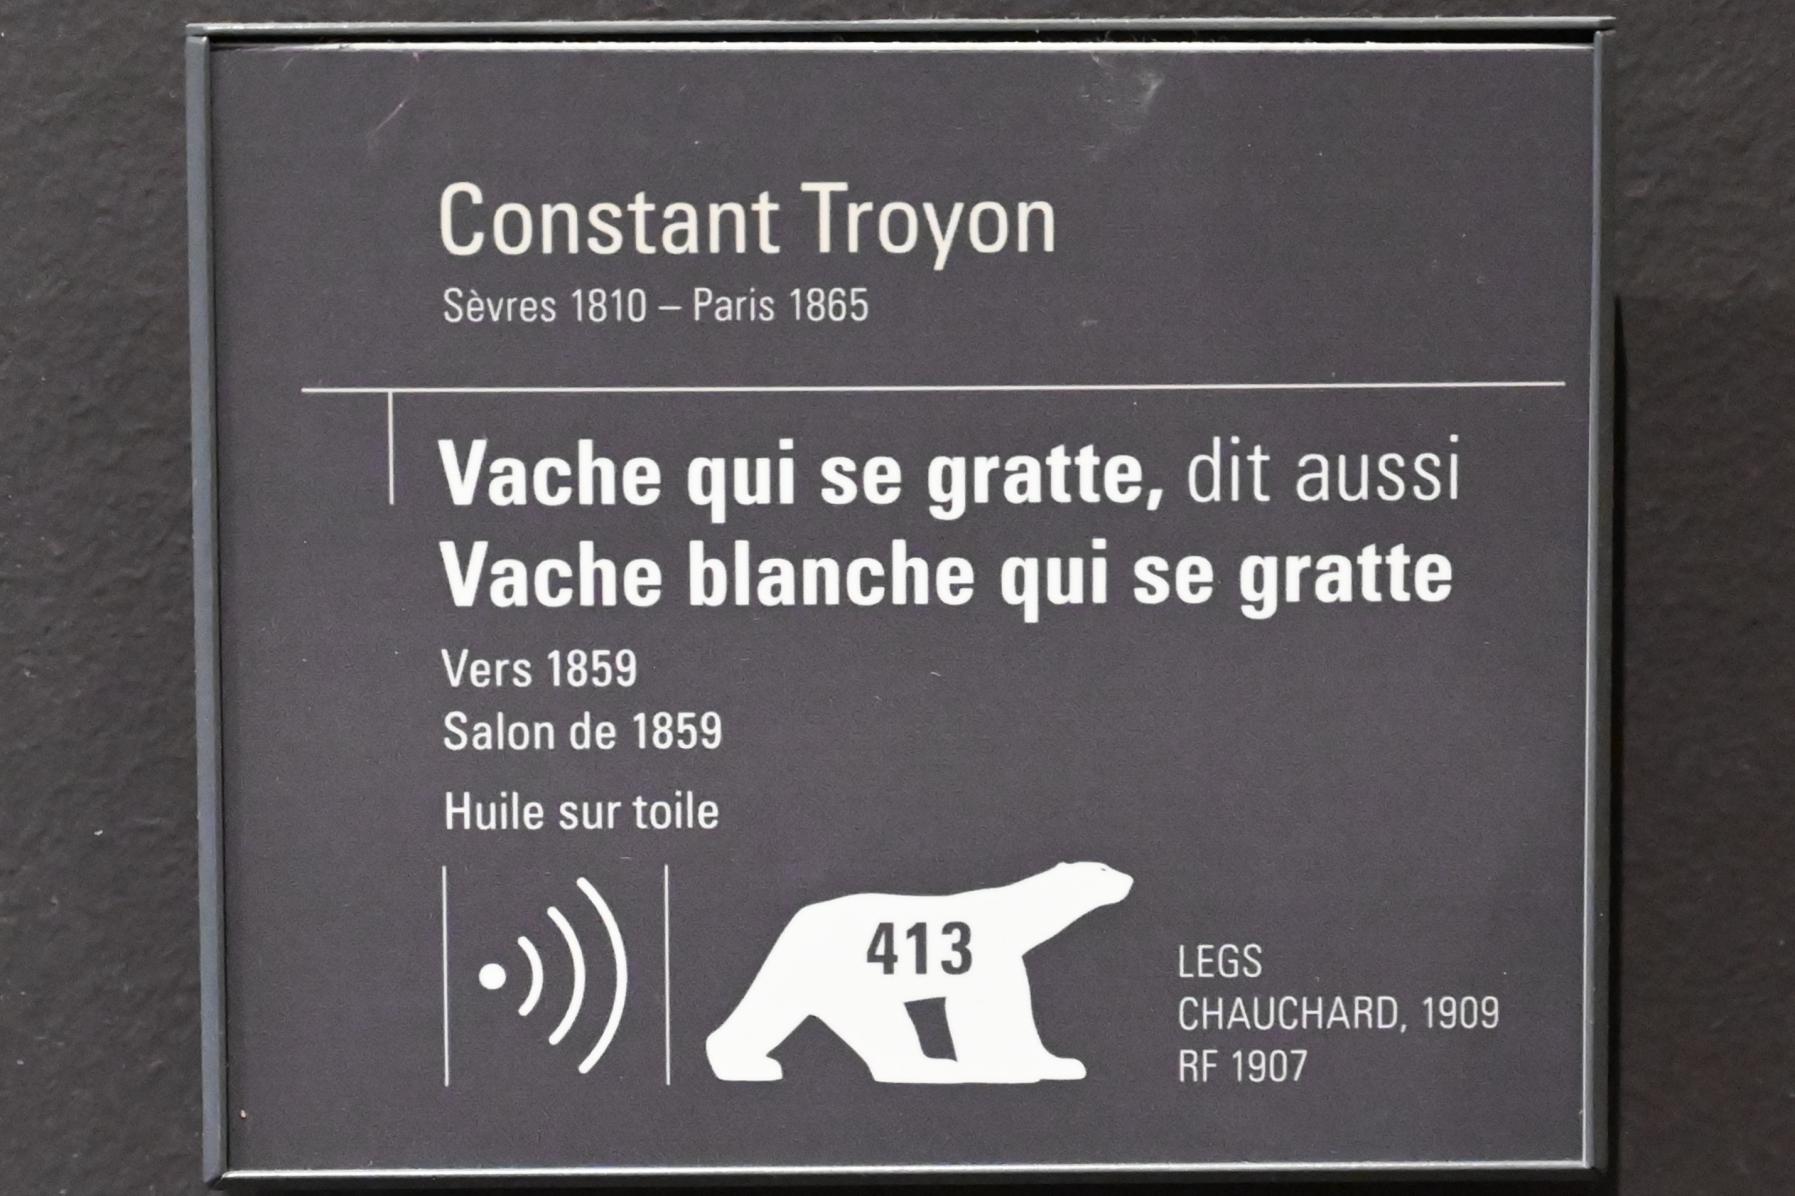 Constant Troyon
Sèvres 1810 – Paris 1865
Vache qui se gratte, dit aussi
Vache blanche qui se gratte
Vers 1859
Salon de 1859
Huile sur toile
413
LEGS
CHAUCHARD, 1909
RF 1907